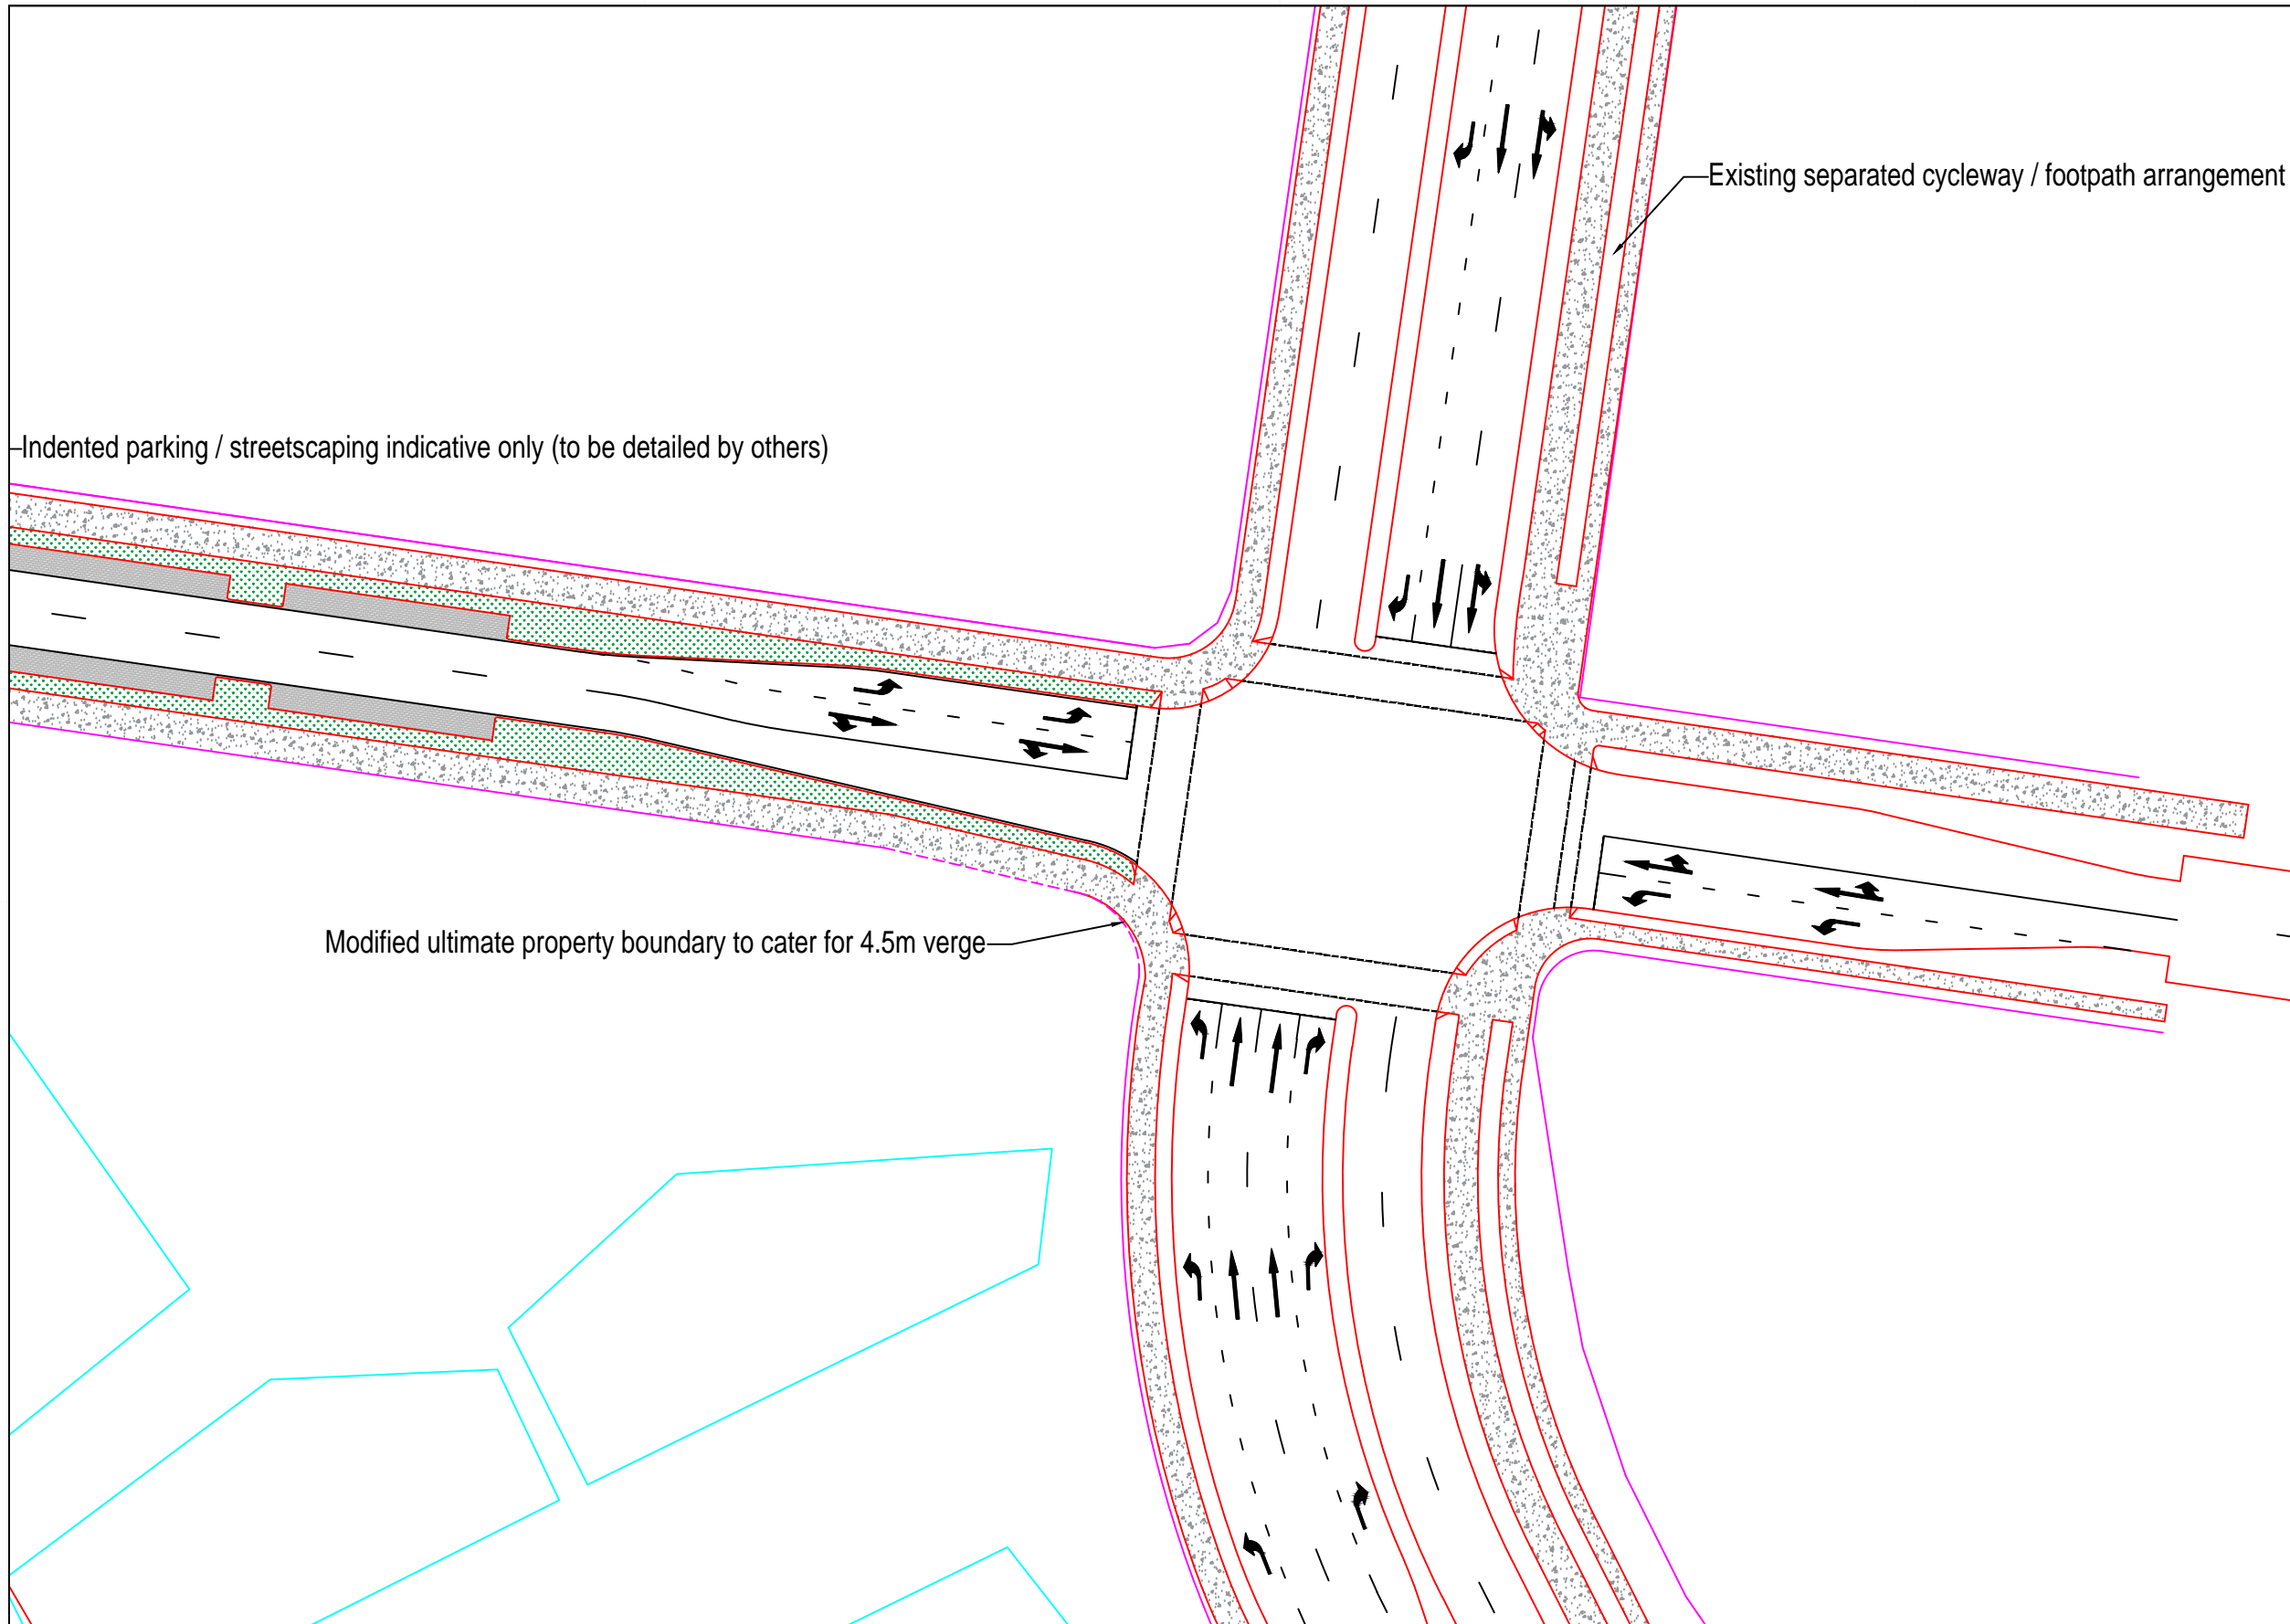 Existing separated cycleway / footpath arrangement
Indented parking / streetscaping indicative only (to be detailed by others)
Modified ultimate property boundary to cater for 4.5m verge